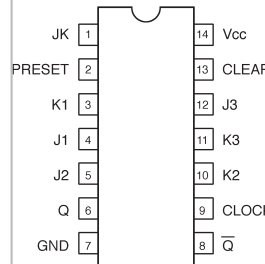 JK 1 14 Vcc
PRESET 2 13 CLEAR
K1 3 12 J3
J1 4 11 K3
J2 5 10 K2
Q 6 9 CLOCK
GND 7 8 Q̅